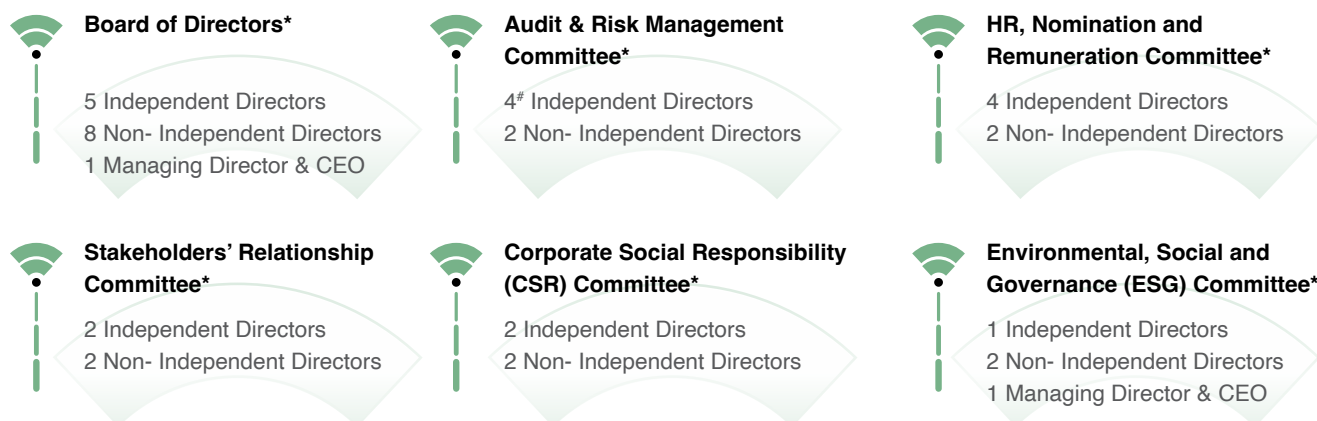 Board of Directors*
5 Independent Directors
8 Non- Independent Directors
1 Managing Director & CEO
Audit & Risk Management
Committee*
4# Independent Directors
2 Non- Independent Directors
HR, Nomination and
Remuneration Committee*
4 Independent Directors
2 Non- Independent Directors
Stakeholders’ Relationship
Committee*
2 Independent Directors
2 Non- Independent Directors
Corporate Social Responsibility
(CSR) Committee*
2 Independent Directors
2 Non- Independent Directors
Environmental, Social and
Governance (ESG) Committee*
1 Independent Directors
2 Non- Independent Directors
1 Managing Director & CEO